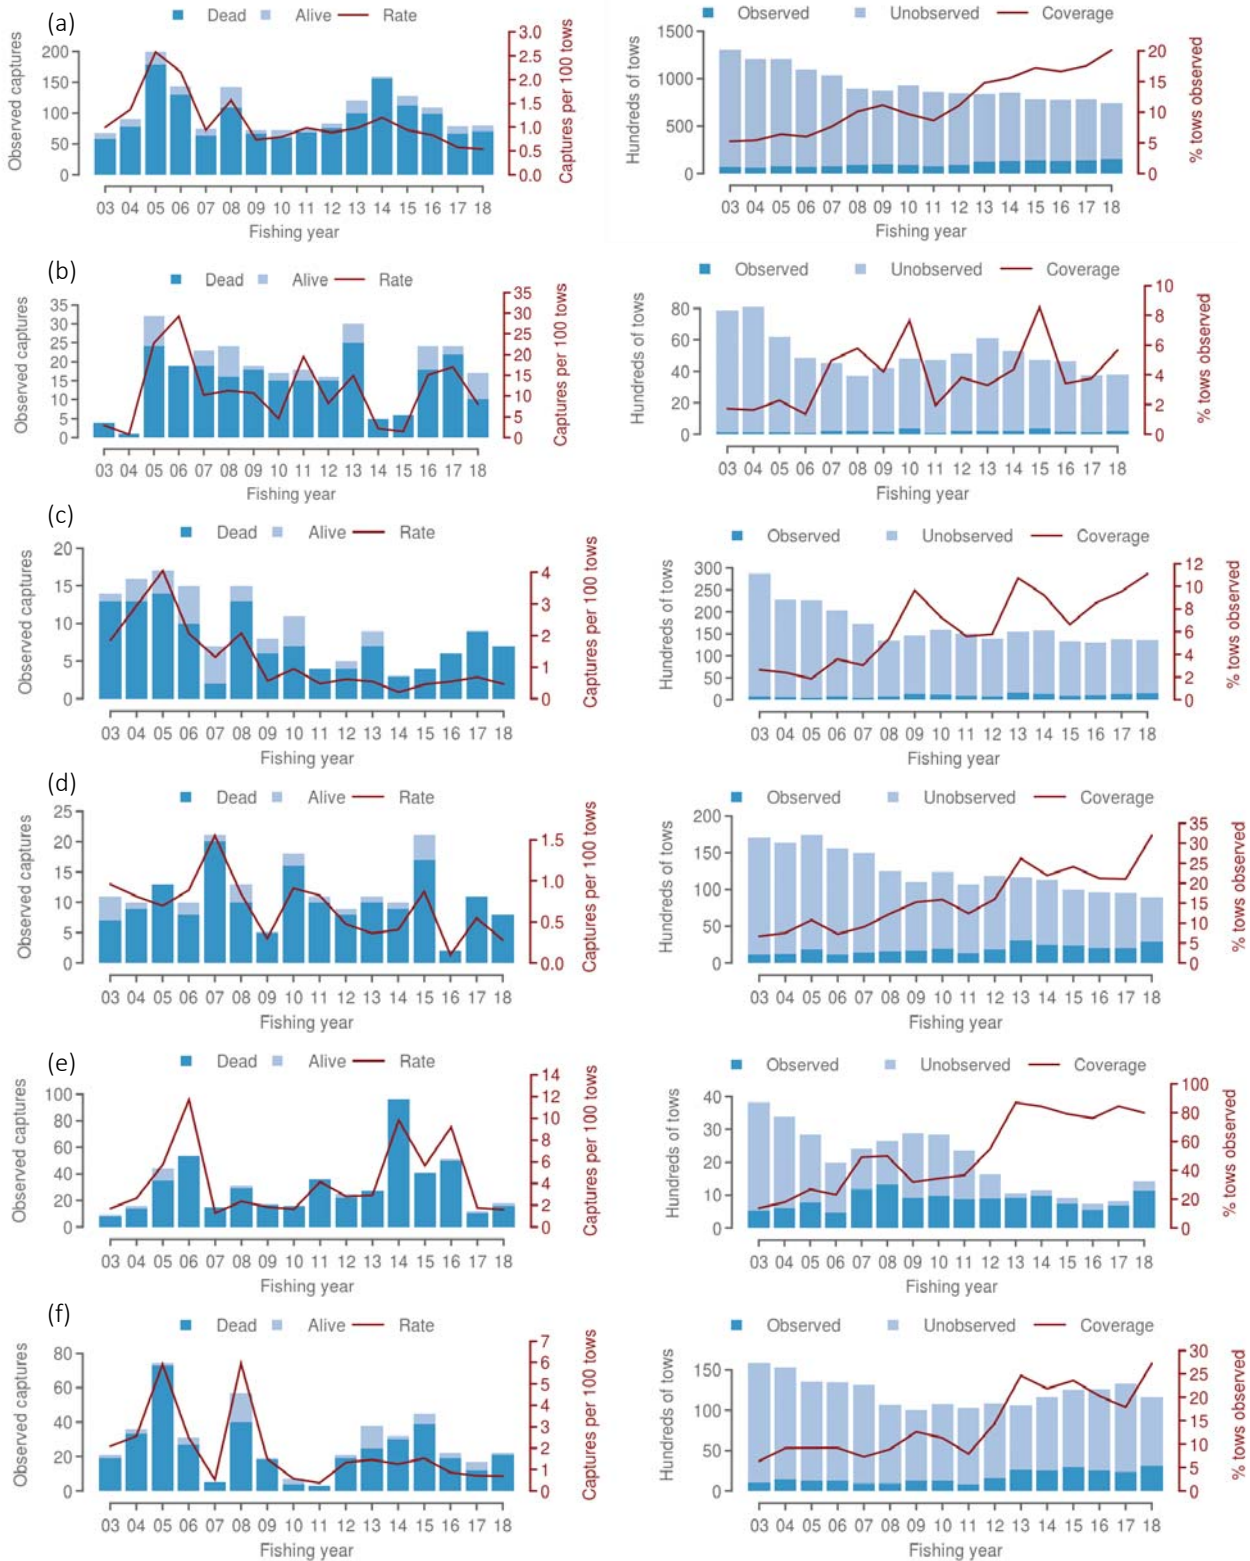 (a)
Dead Alive Rate
Observed captures
200
150
100
50
0
3.0
2.5
2.0
1.5
1.0
0.5
0.0
Captures per 100 tows
03 04 05 06 07 08 09 10 11 12 13 14 15 16 17 18
Fishing year
Observed Unobserved Coverage
Hundreds of tows
1500
1000
500
0
20
15
10
5
0
% tows observed
03 04 05 06 07 08 09 10 11 12 13 14 15 16 17 18
Fishing year
(b)
Dead Alive Rate
Observed captures
35
30
25
20
15
10
5
0
35
30
25
20
15
10
5
0
Captures per 100 tows
03 04 05 06 07 08 09 10 11 12 13 14 15 16 17 18
Fishing year
Observed Unobserved Coverage
Hundreds of tows
80
60
40
20
0
10
8
6
4
2
0
% tows observed
03 04 05 06 07 08 09 10 11 12 13 14 15 16 17 18
Fishing year
(c)
Dead Alive Rate
Observed captures
20
15
10
5
0
4
3
2
1
0
Captures per 100 tows
03 04 05 06 07 08 09 10 11 12 13 14 15 16 17 18
Fishing year
Observed Unobserved Coverage
Hundreds of tows
300
250
200
150
100
50
0
12
10
8
6
4
2
0
% tows observed
03 04 05 06 07 08 09 10 11 12 13 14 15 16 17 18
Fishing year
(d)
Dead Alive Rate
Observed captures
25
20
15
10
5
0
1.5
1.0
0.5
0.0
Captures per 100 tows
03 04 05 06 07 08 09 10 11 12 13 14 15 16 17 18
Fishing year
Observed Unobserved Coverage
Hundreds of tows
200
150
100
50
0
35
30
25
20
15
10
5
0
% tows observed
03 04 05 06 07 08 09 10 11 12 13 14 15 16 17 18
Fishing year
(e)
Dead Alive Rate
Observed captures
100
80
60
40
20
0
14
12
10
8
6
4
2
0
Captures per 100 tows
03 04 05 06 07 08 09 10 11 12 13 14 15 16 17 18
Fishing year
Observed Unobserved Coverage
Hundreds of tows
40
30
20
10
0
100
80
60
40
20
0
% tows observed
03 04 05 06 07 08 09 10 11 12 13 14 15 16 17 18
Fishing year
(f)
Dead Alive Rate
Observed captures
80
60
40
20
0
7
6
5
4
3
2
1
0
Captures per 100 tows
03 04 05 06 07 08 09 10 11 12 13 14 15 16 17 18
Fishing year
Observed Unobserved Coverage
Hundreds of tows
150
100
50
0
30
25
20
15
10
5
0
% tows observed
03 04 05 06 07 08 09 10 11 12 13 14 15 16 17 18
Fishing year